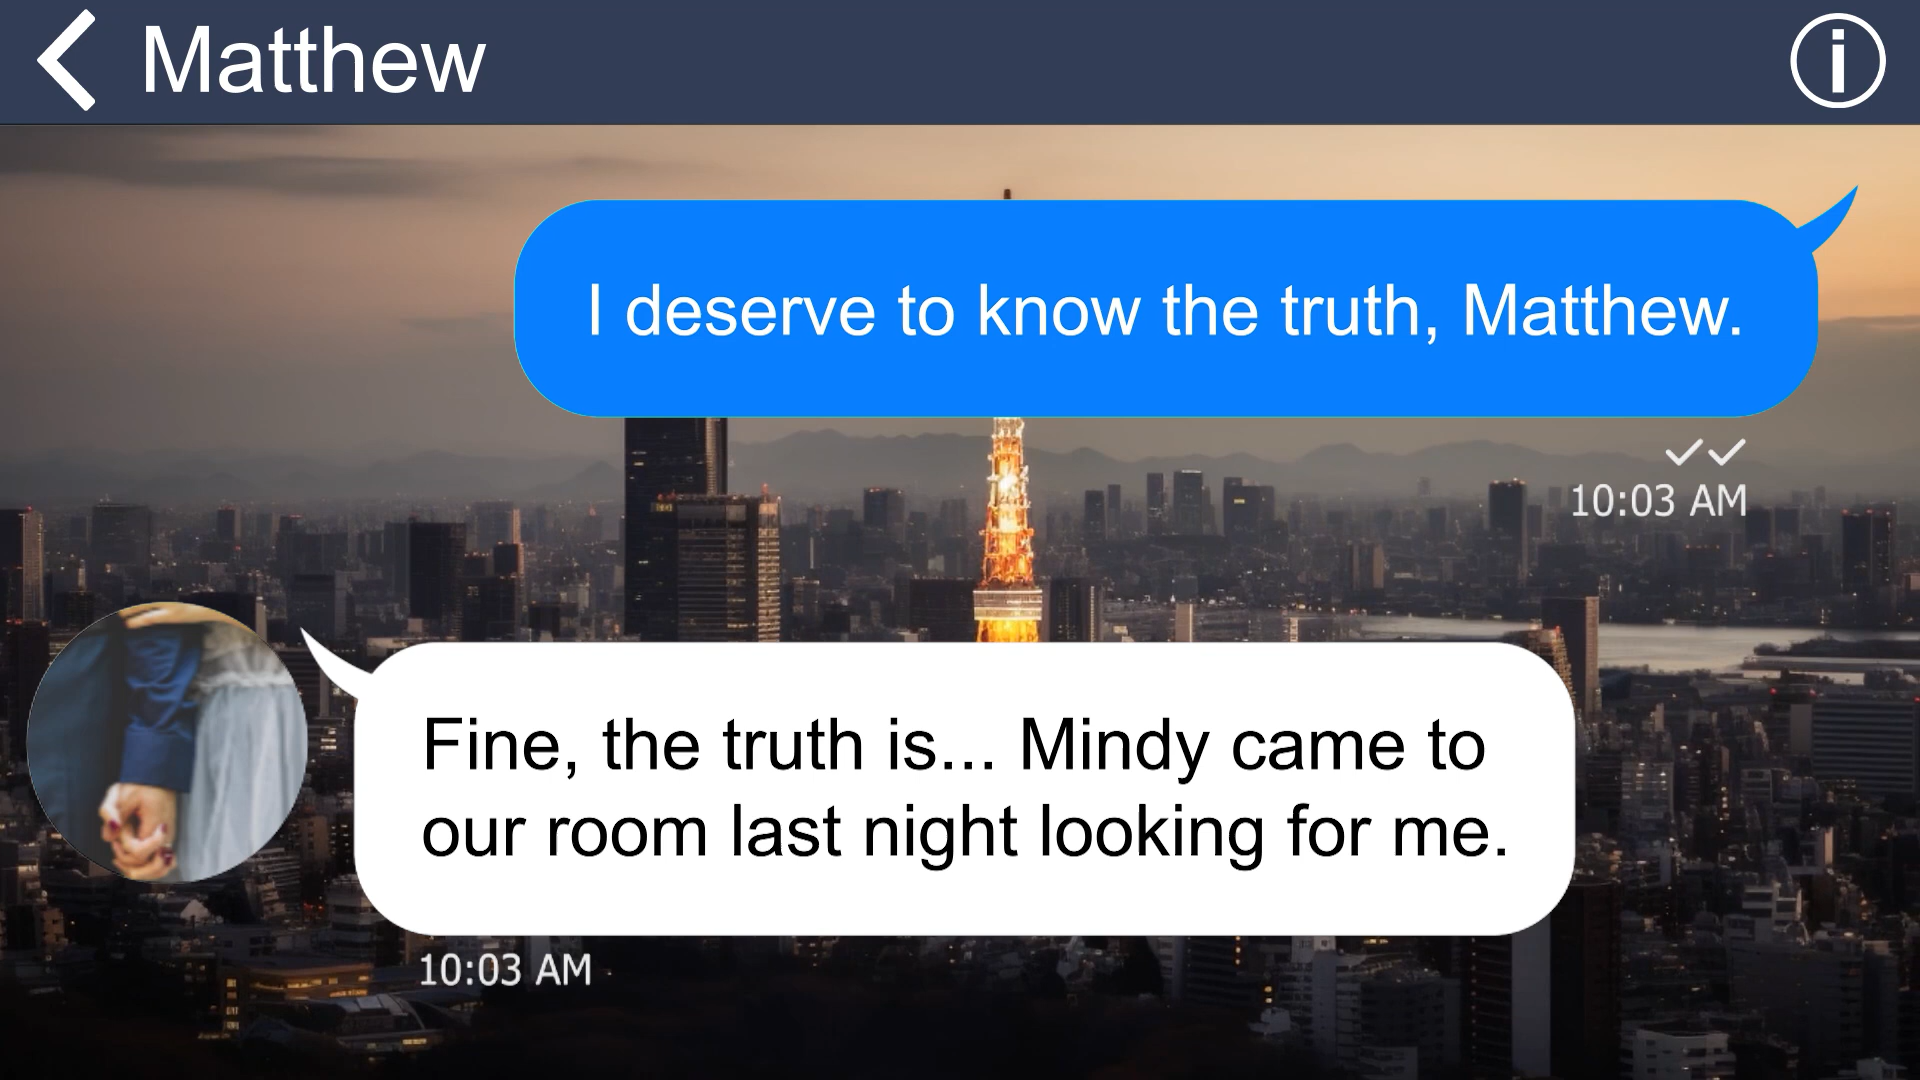 Matthew
I deserve to know the truth, Matthew.
10:03 AM
Fine, the truth is... Mindy came to
our room last night looking for me.
10:03 AM